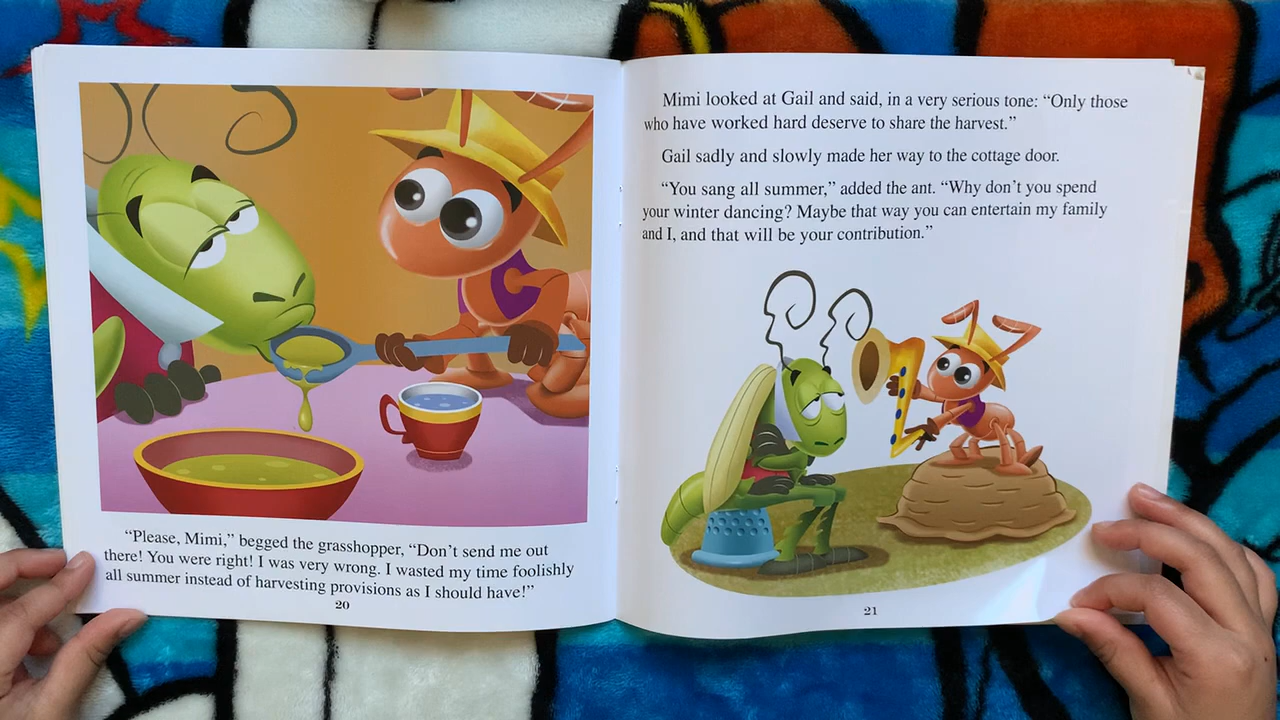 “Please, Mimi,” begged the grasshopper, “Don’t send me out
there! You were right! I was very wrong. I wasted my time foolishly
all summer instead of harvesting provisions as I should have!”
20
Mimi looked at Gail and said, in a very serious tone: “Only those
who have worked hard deserve to share the harvest.”
Gail sadly and slowly made her way to the cottage door.
“You sang all summer,” added the ant. “Why don’t you spend
your winter dancing? Maybe that way you can entertain my family
and I, and that will be your contribution.”
21